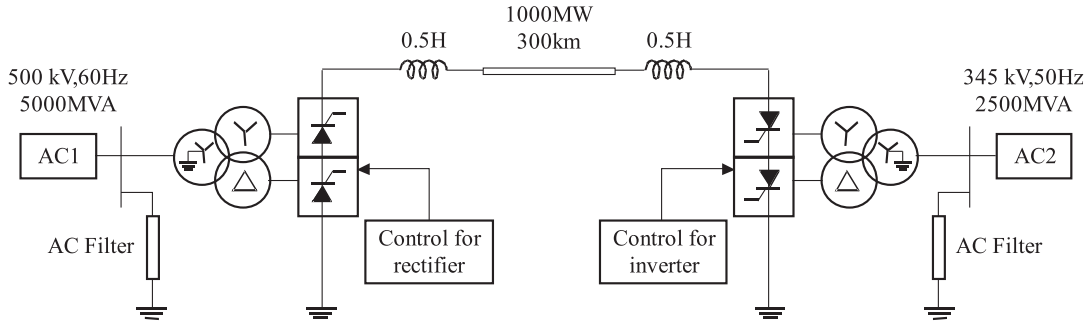 1000MW
300km
0.5H
0.5H
500 kV,60Hz
5000MVA
345 kV,50Hz
2500MVA
AC1
AC2
AC Filter
Control for
rectifier
Control for
inverter
AC Filter